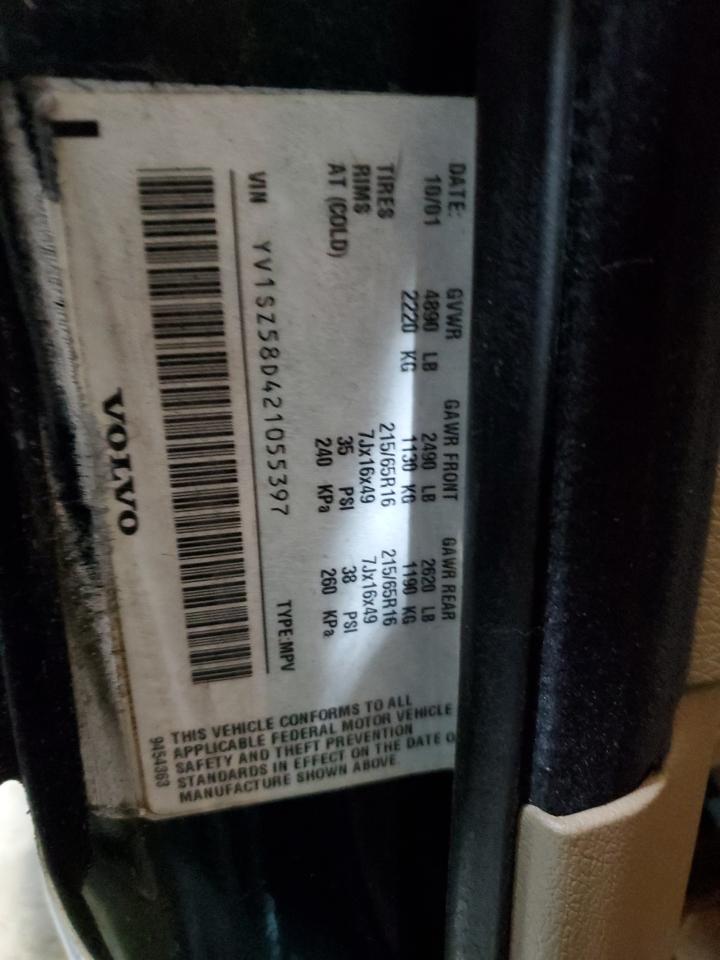 DATE: GVWR GAWR FRONT GAWR REAR
10/01 4890 LB 2490 LB 2620 LB
2220 KG 1130 KG 1190 KG
TIRES 215/65R16 215/65R16
RIMS 7Jx16x49 7Jx16x49
AT (COLD) 35 PSI 38 PSI
240 KPa 260 KPa
VIN YV1SZ58D421055397 TYPE:MPV
VOLVO
THIS VEHICLE CONFORMS TO ALL
APPLICABLE FEDERAL MOTOR VEHICLE
SAFETY AND THEFT PREVENTION
STANDARDS IN EFFECT ON THE DATE O
MANUFACTURE SHOWN ABOVE.
9454363